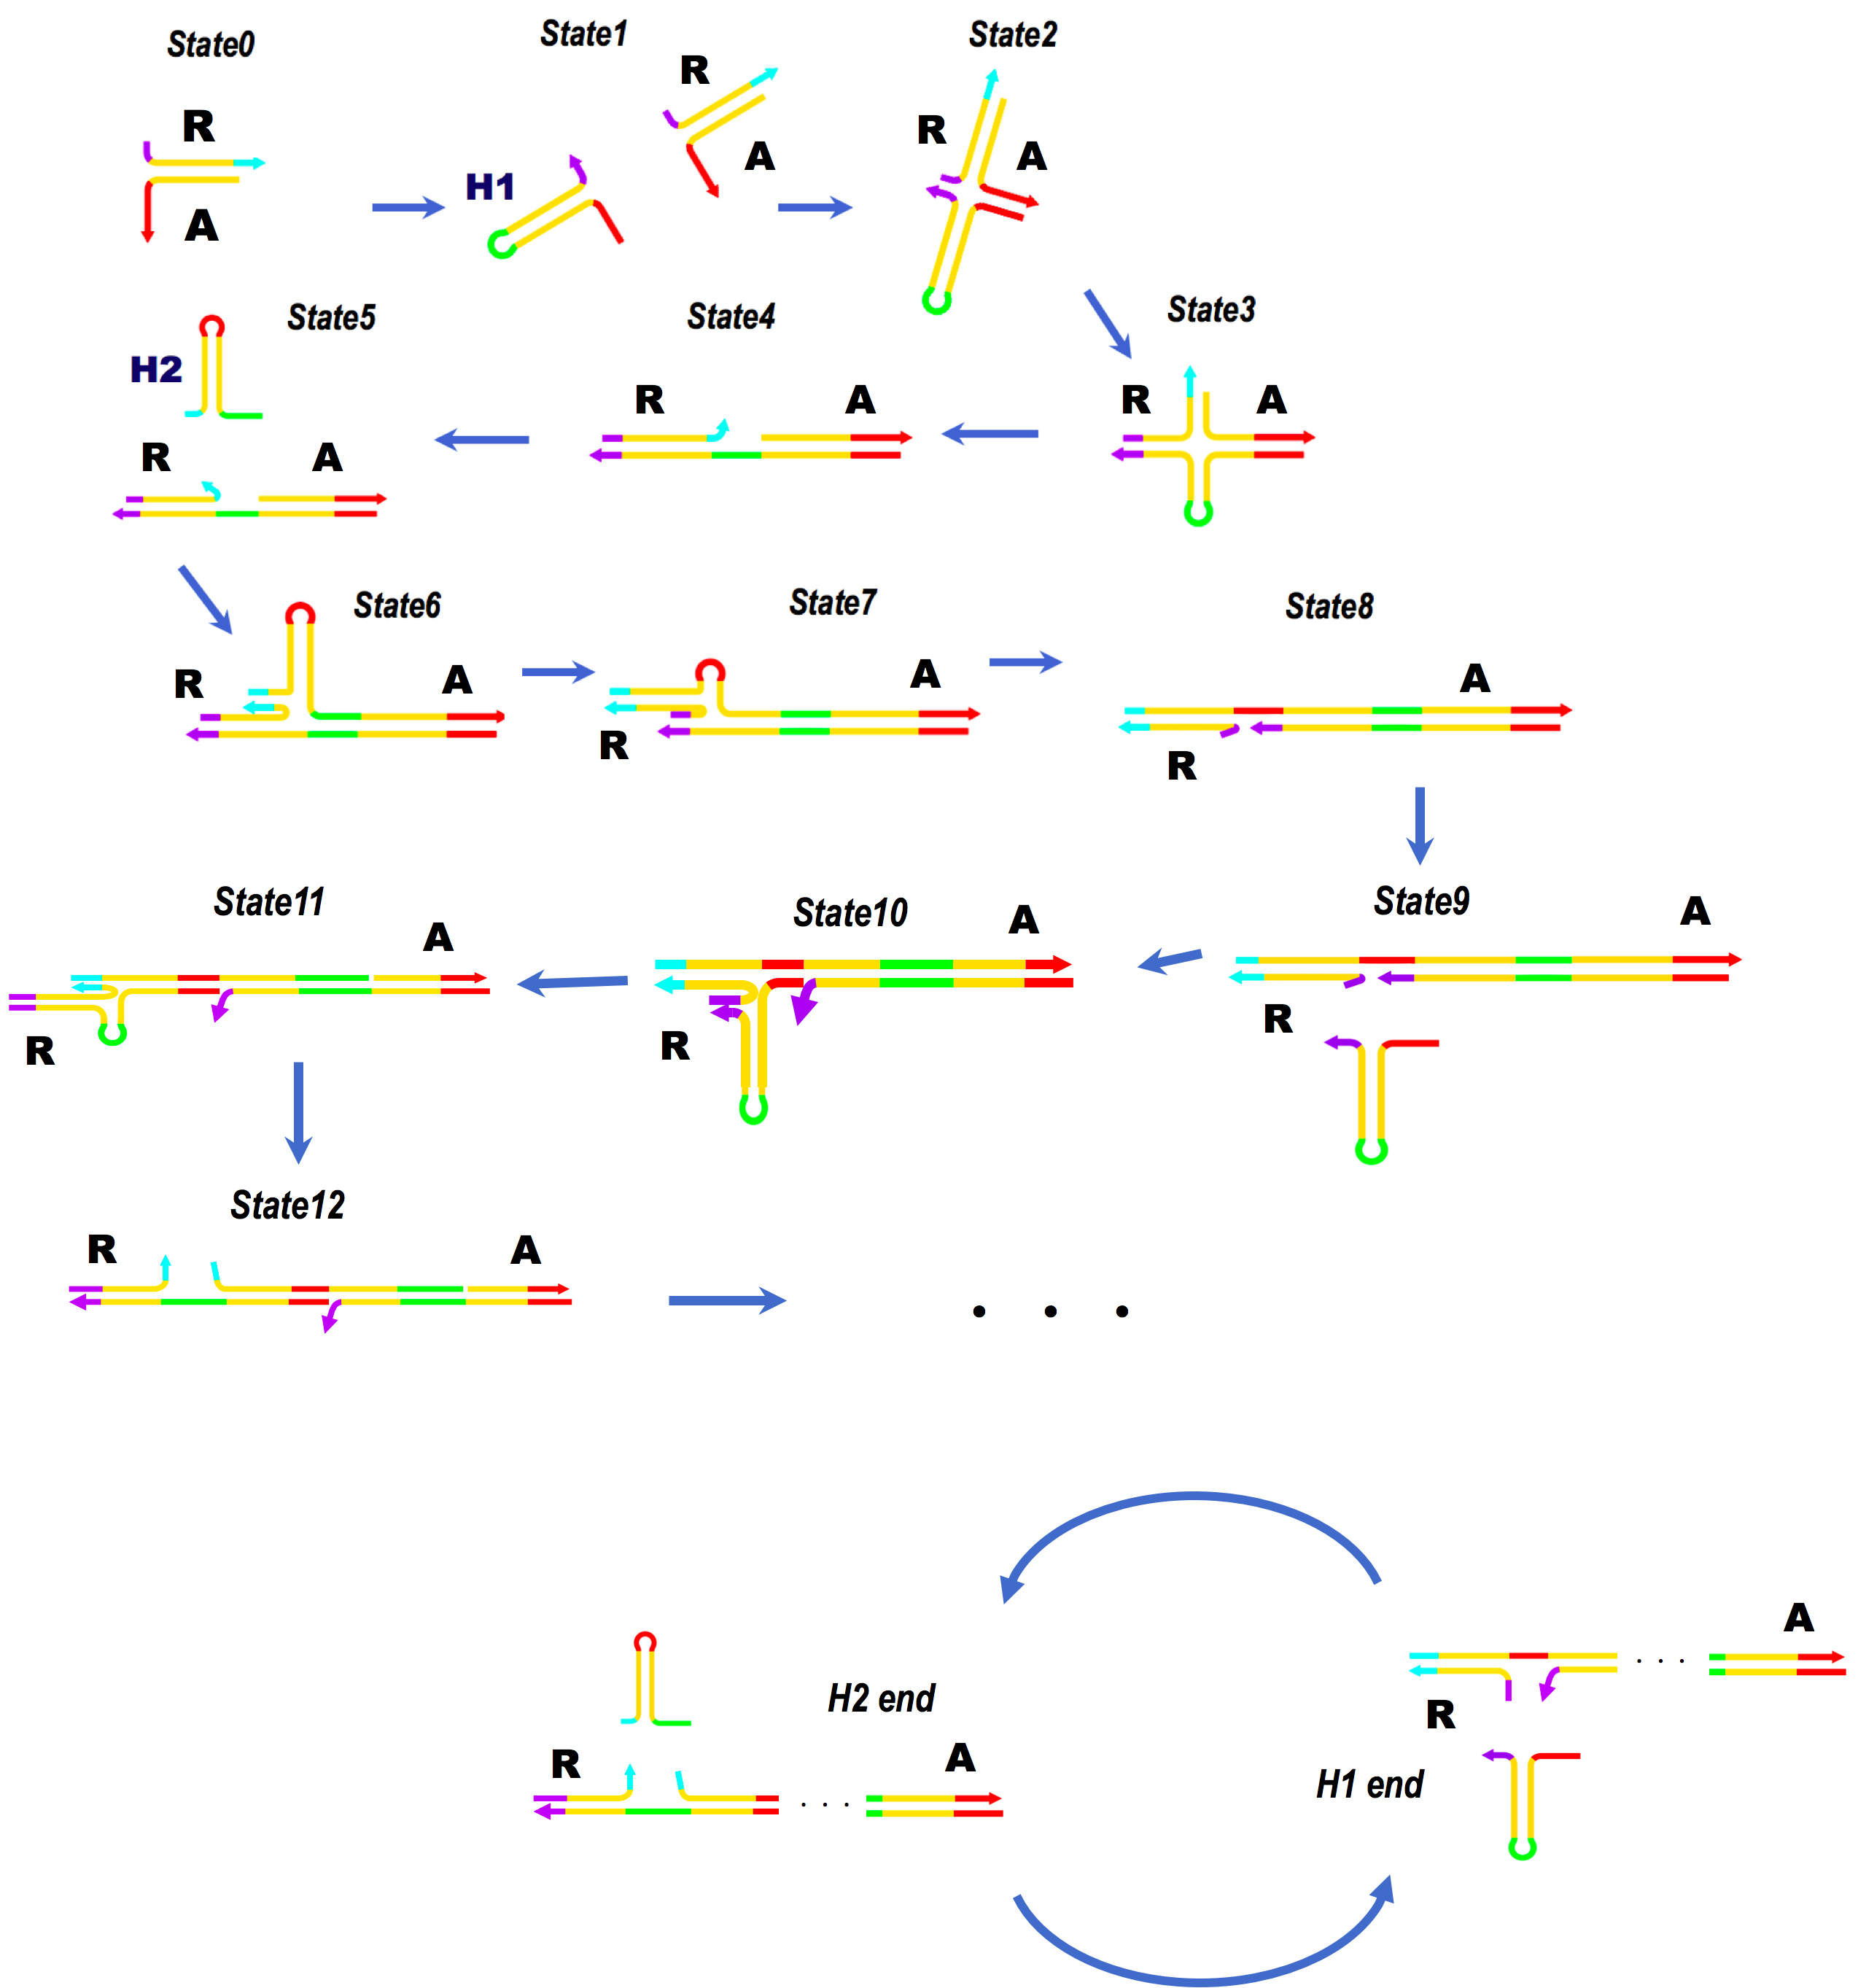 State0
State1
State2
R
A
H1
R
A
R
A
State5
State4
State3
H2
R
A
R
A
R
A
State6
State7
State8
R
A
R
A
R
A
State11
State10
State9
A
R
A
R
A
R
State12
R
A
. . .
H2 end
R
A
. . .
A
. . .
R
H1 end